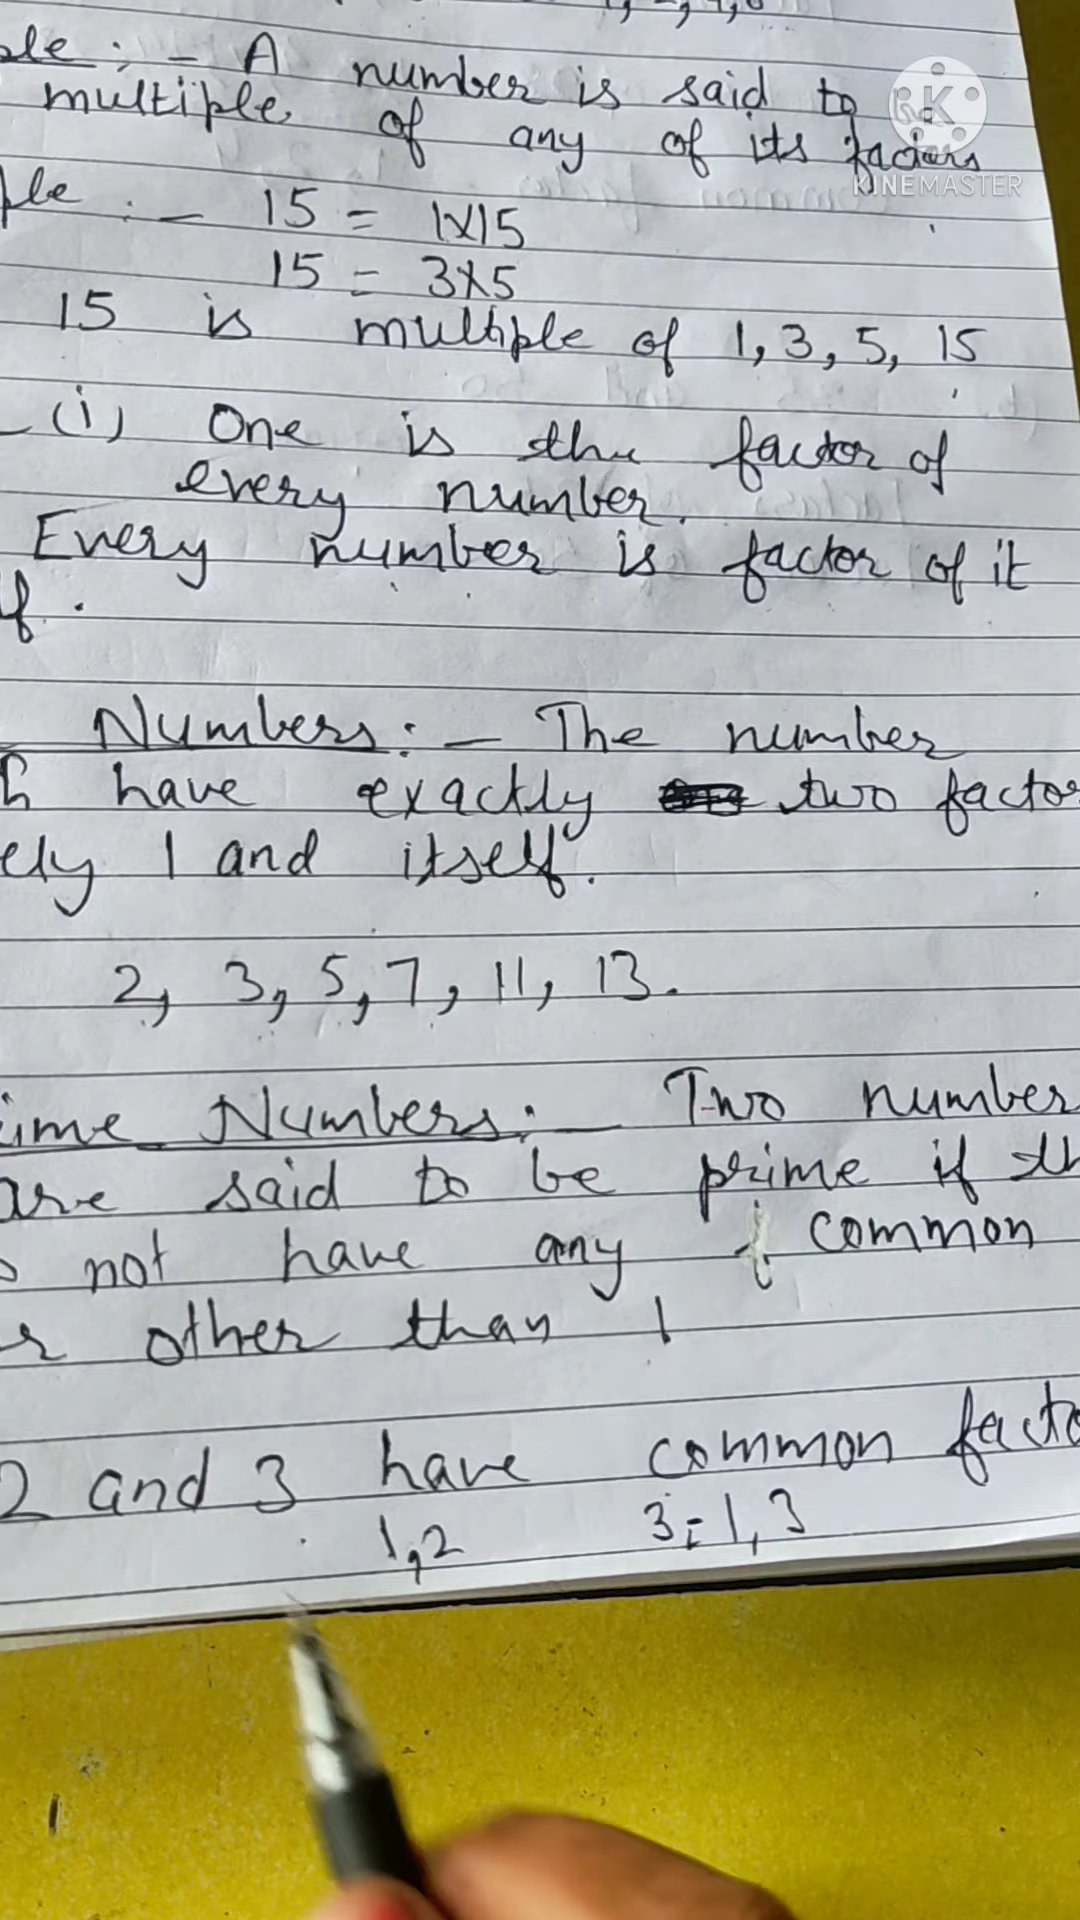 ple :- A number is said to be
multiple of any of its factors
KINEMASTER
ple :- 15 = 1x15
15 = 3x5
15 is multiple of 1, 3, 5, 15
(i) One is the factor of
every number.
Every number is factor of it
f.
Numbers:- The number
h have exactly two factor
ely 1 and itself.
2, 3, 5, 7, 11, 13.
ime Numbers:- Two number
are said to be prime if th
not have any common
r other than 1
2 and 3 have common facto
1,2 3=1,3